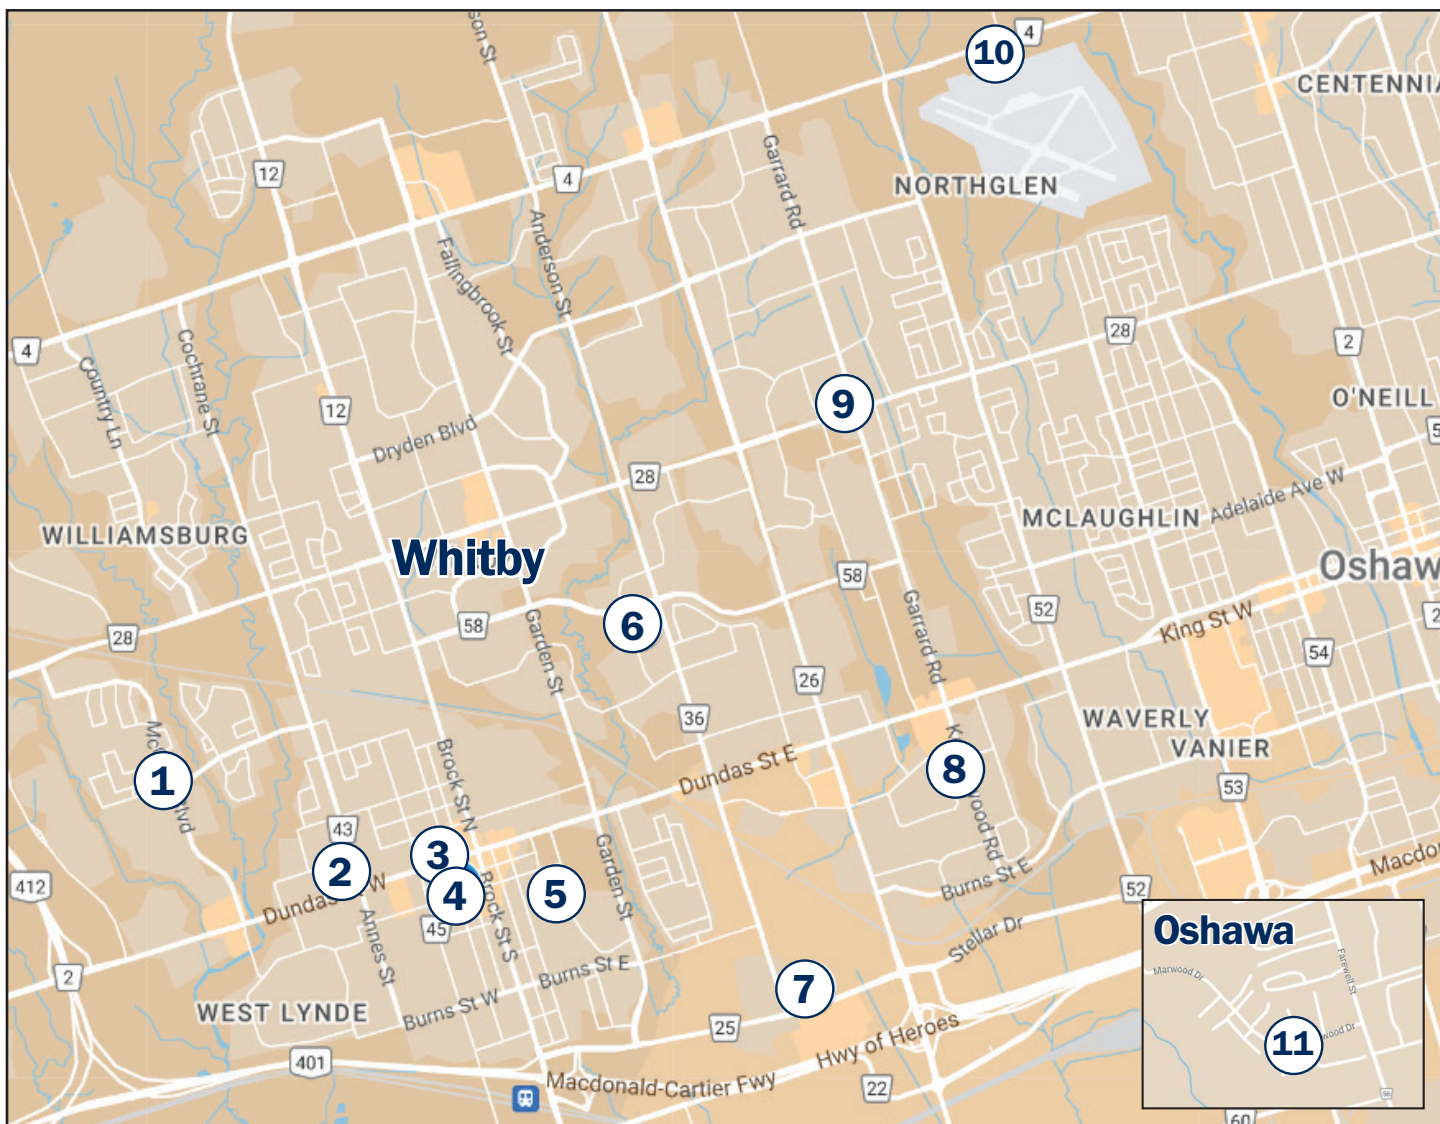 10
4
CENTENNIA
12
4
Garrard Rd
NORTHGLEN
Anderson St
Fallingbrook St
4
Country Ln
Cochrane St
28
2
12
9
O'NEILL
Dryden Blvd
28
WILLIAMSBURG
MCLAUGHLIN
Adelaide Ave W
Whitby
Oshaw
58
52
28
58
Garden St
6
Garrard Rd
King St W
54
26
36
WAVERLY
VANIER
Brock St N
Dundas St E
1
8
53
43
2
3
4
5
Garden St
412
Dundas
W
45
Brock St S
Annes St
Burns St E
52
Macdo
Stellar Dr
Burns St E
Burns St W
2
7
WEST LYNDE
25
Hwy of Heroes
401
Macdonald-Cartier Fwy
22
60
Oshawa
Marwood Dr
Farewell St
wood Dr
11
56